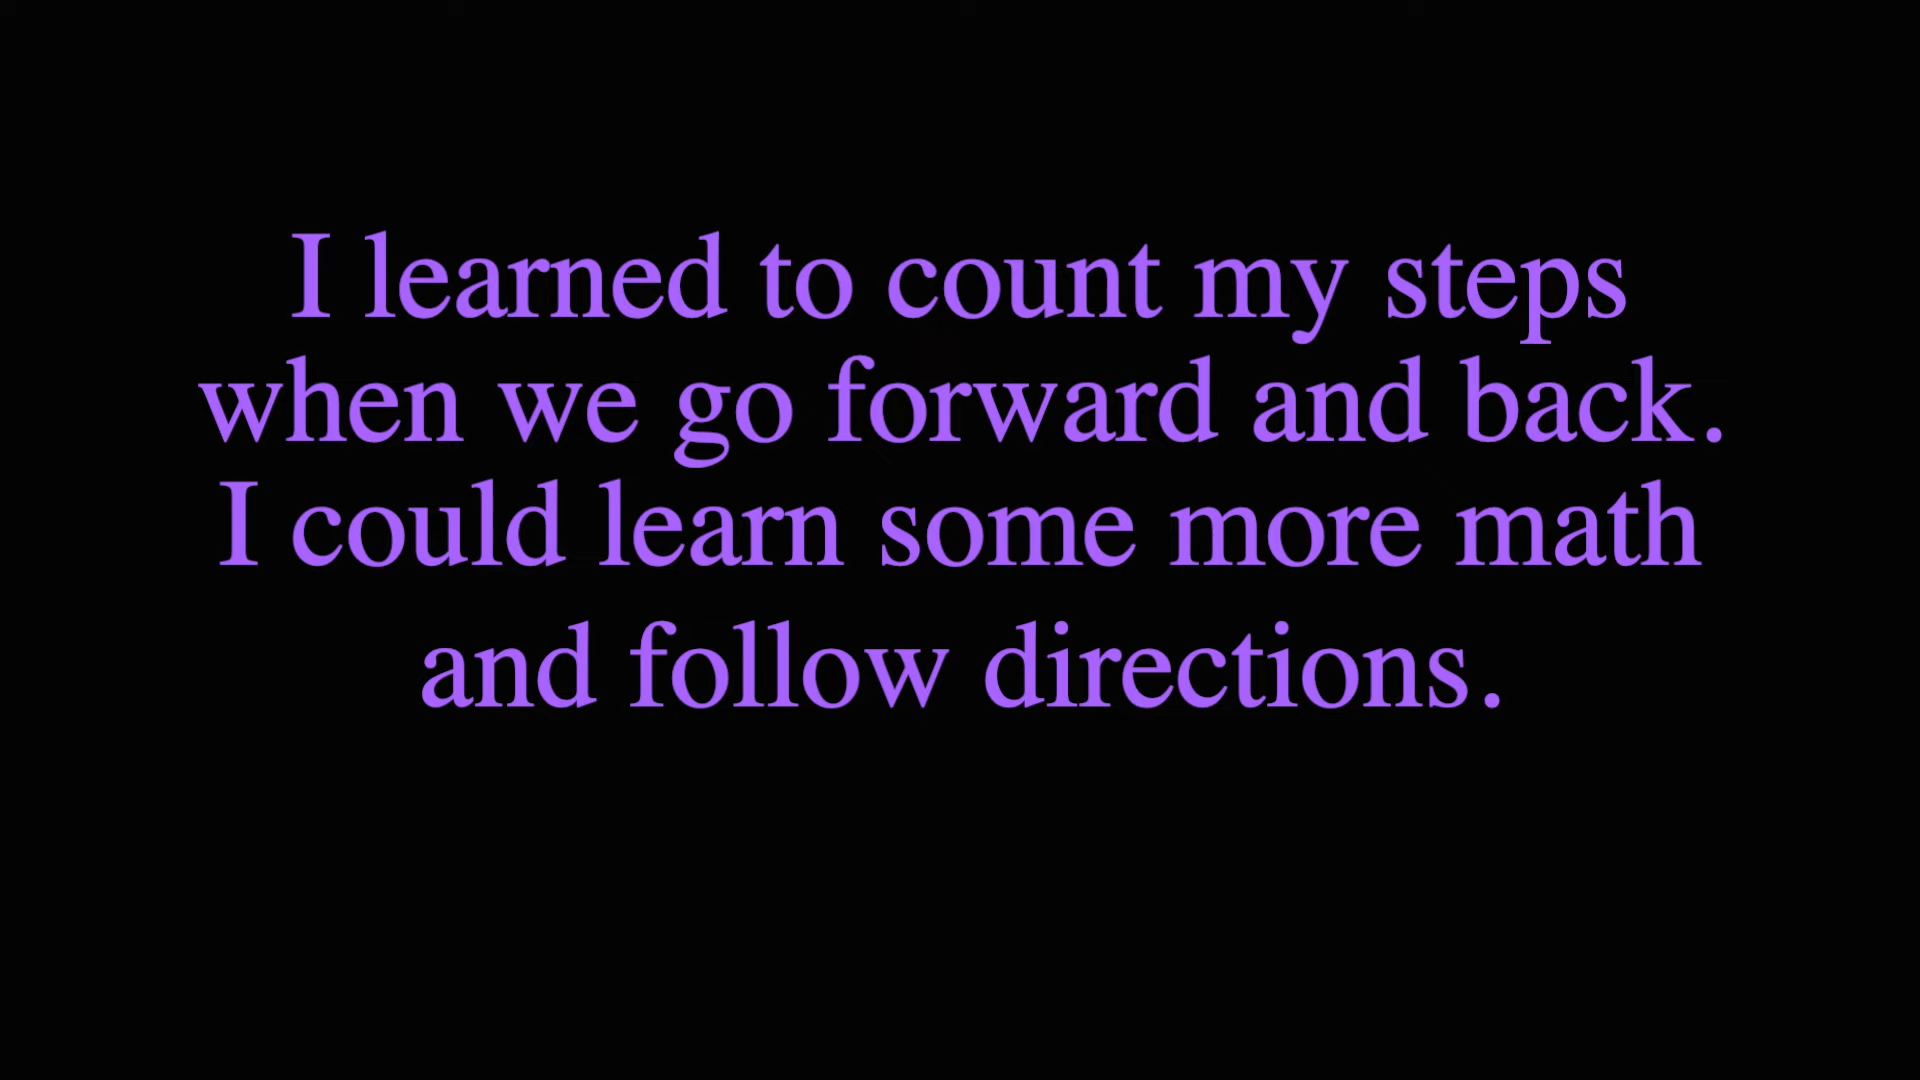 I learned to count my steps
when we go forward and back.
I could learn some more math
and follow directions.